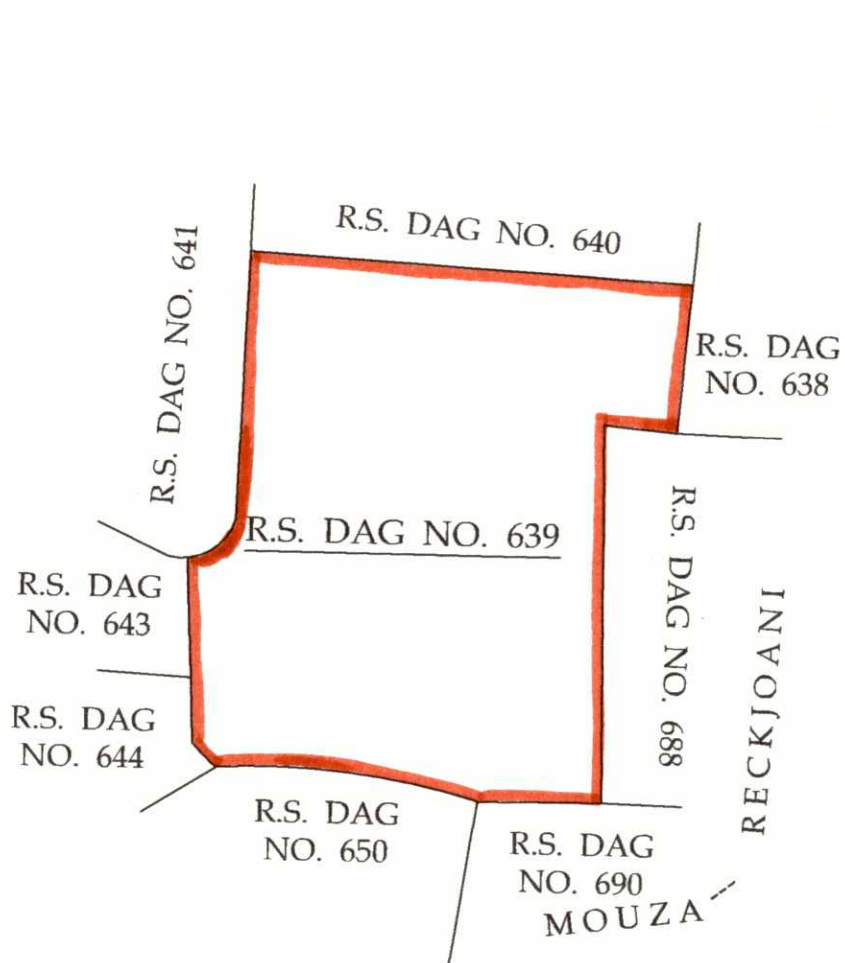 R.S. DAG NO. 640
R.S. DAG NO. 641
R.S. DAG
NO. 638
R.S. DAG NO. 639
R.S. DAG
NO. 643
R.S. DAG NO. 688
R.S. DAG
NO. 644
R.S. DAG
NO. 650
R.S. DAG
NO. 690
MOUZA---
RECKJOANI